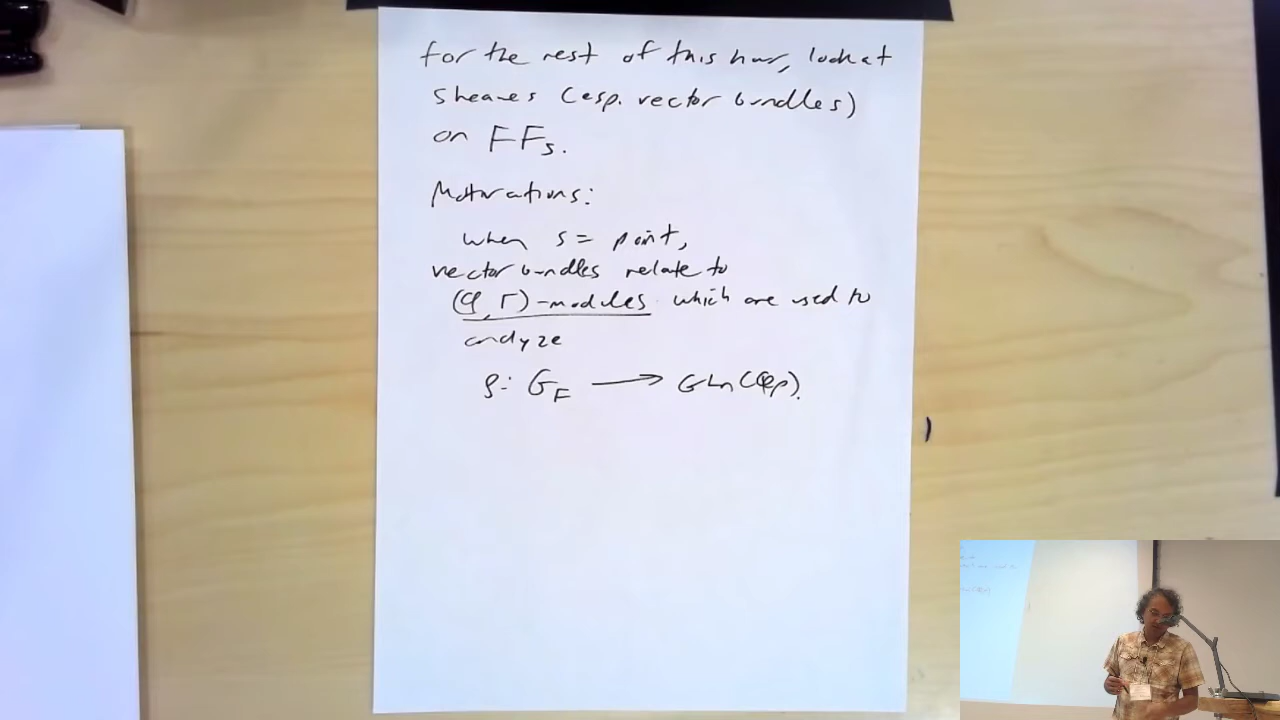 For the rest of this hour, look at
sheaves (esp. vector bundles)
on FF_S.
Motivations:
when S = point,
vector bundles relate to
(φ, Γ)-modules which are used to
analyze
ρ: G_F ⟶ GLn(ℚp).